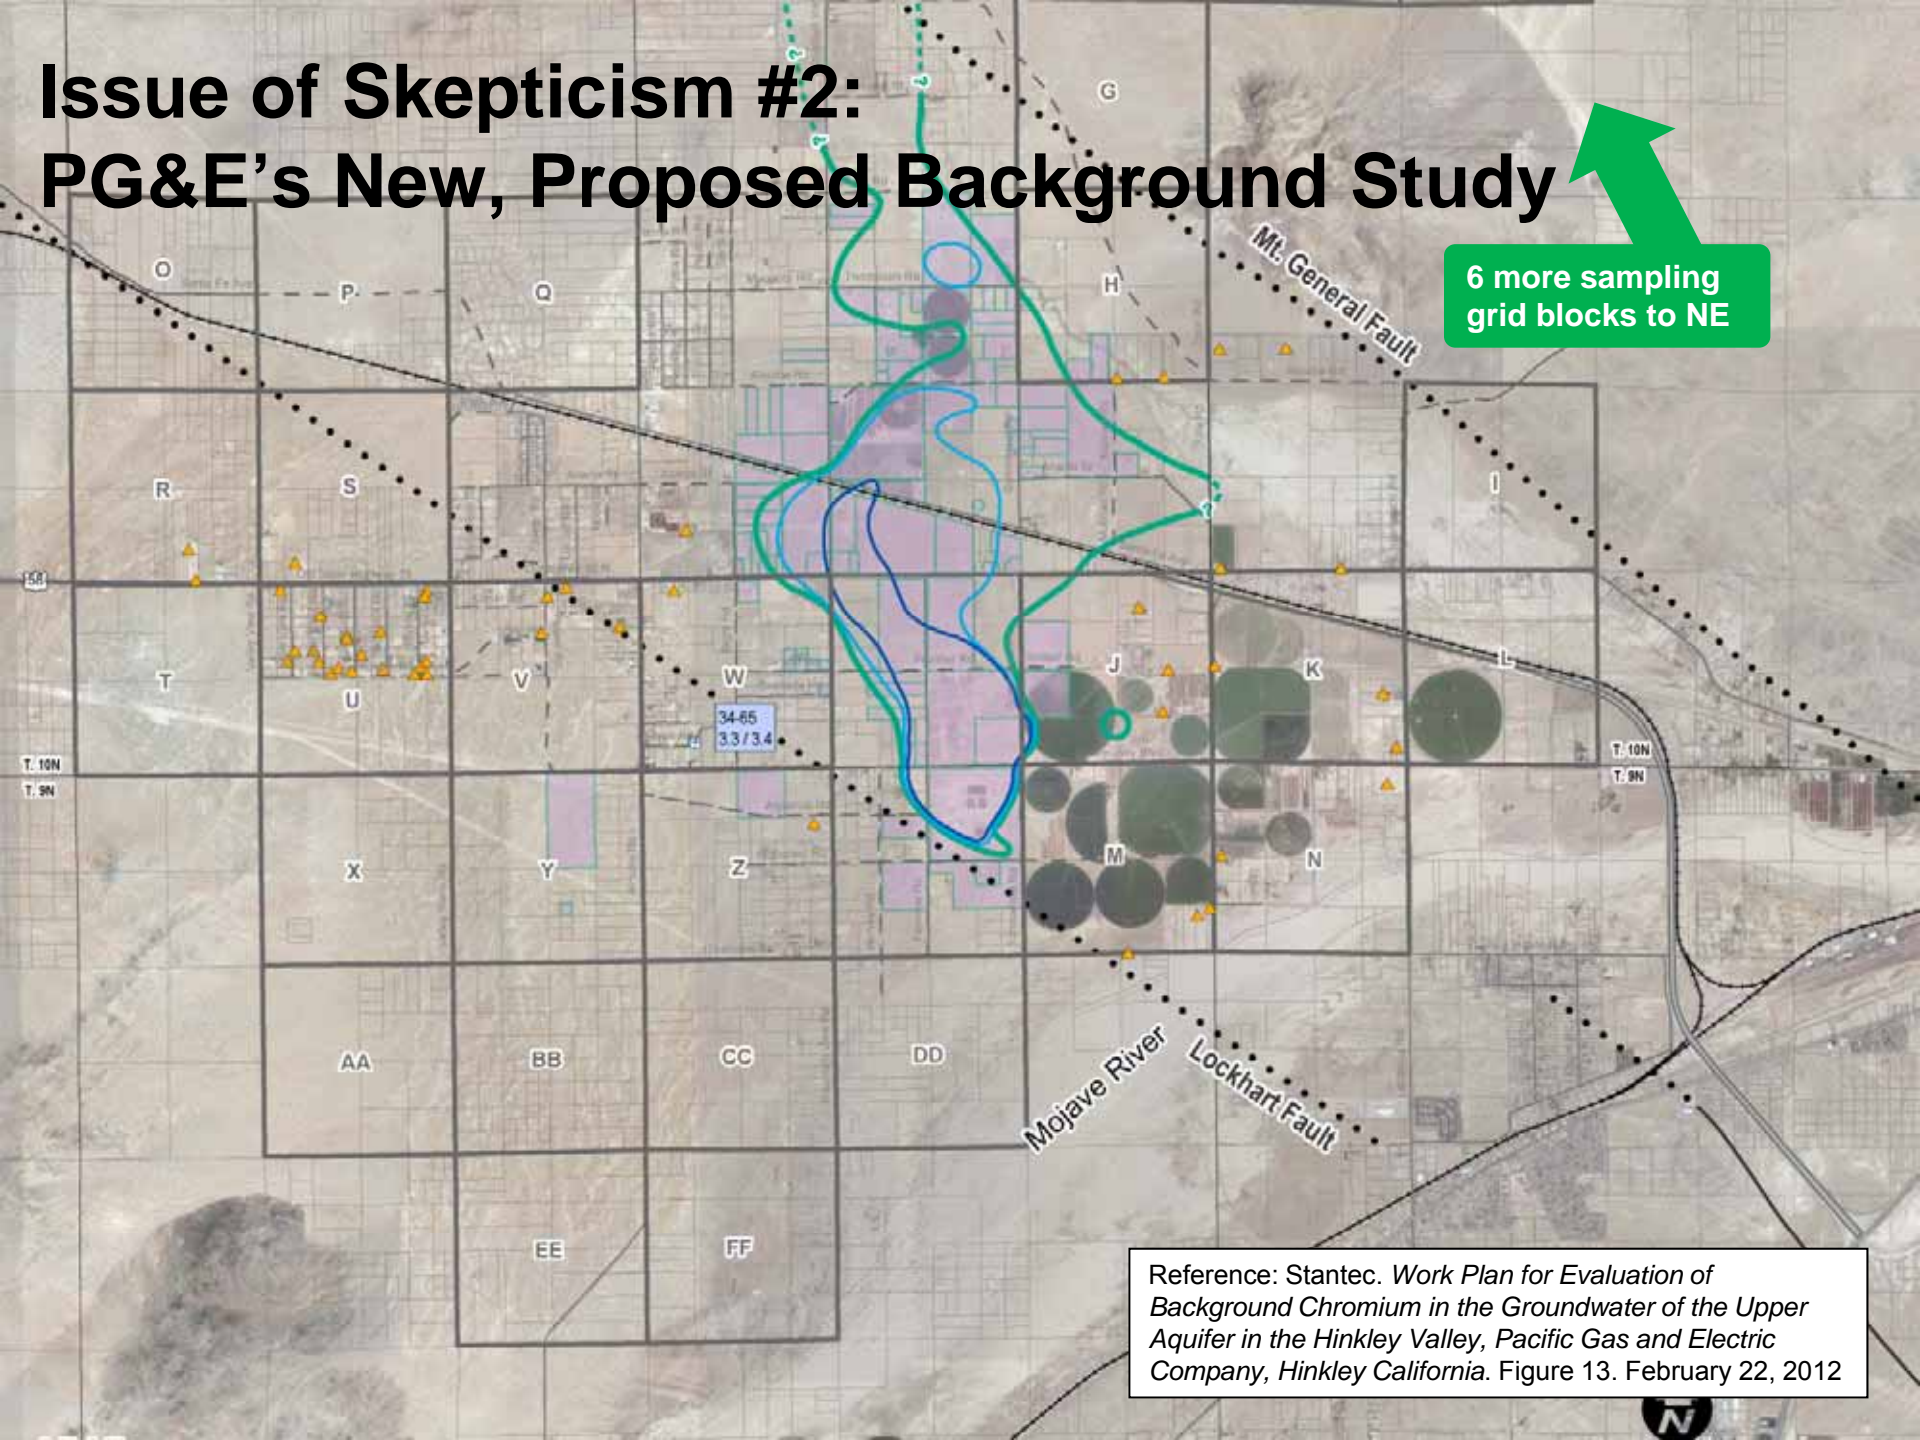 Issue of Skepticism #2:
PG&E's New, Proposed Background Study
6 more sampling
grid blocks to NE
G
Mt. General Fault
O
P
Q
H
R
S
I
58
T
U
V
W
J
K
L
34-65
3.3 / 3.4
T. 10N
T. 9N
T. 10N
T. 9N
X
Y
Z
M
N
AA
BB
CC
DD
Mojave River
Lockhart Fault
EE
FF
Reference: Stantec. Work Plan for Evaluation of
Background Chromium in the Groundwater of the Upper
Aquifer in the Hinkley Valley, Pacific Gas and Electric
Company, Hinkley California. Figure 13. February 22, 2012
N